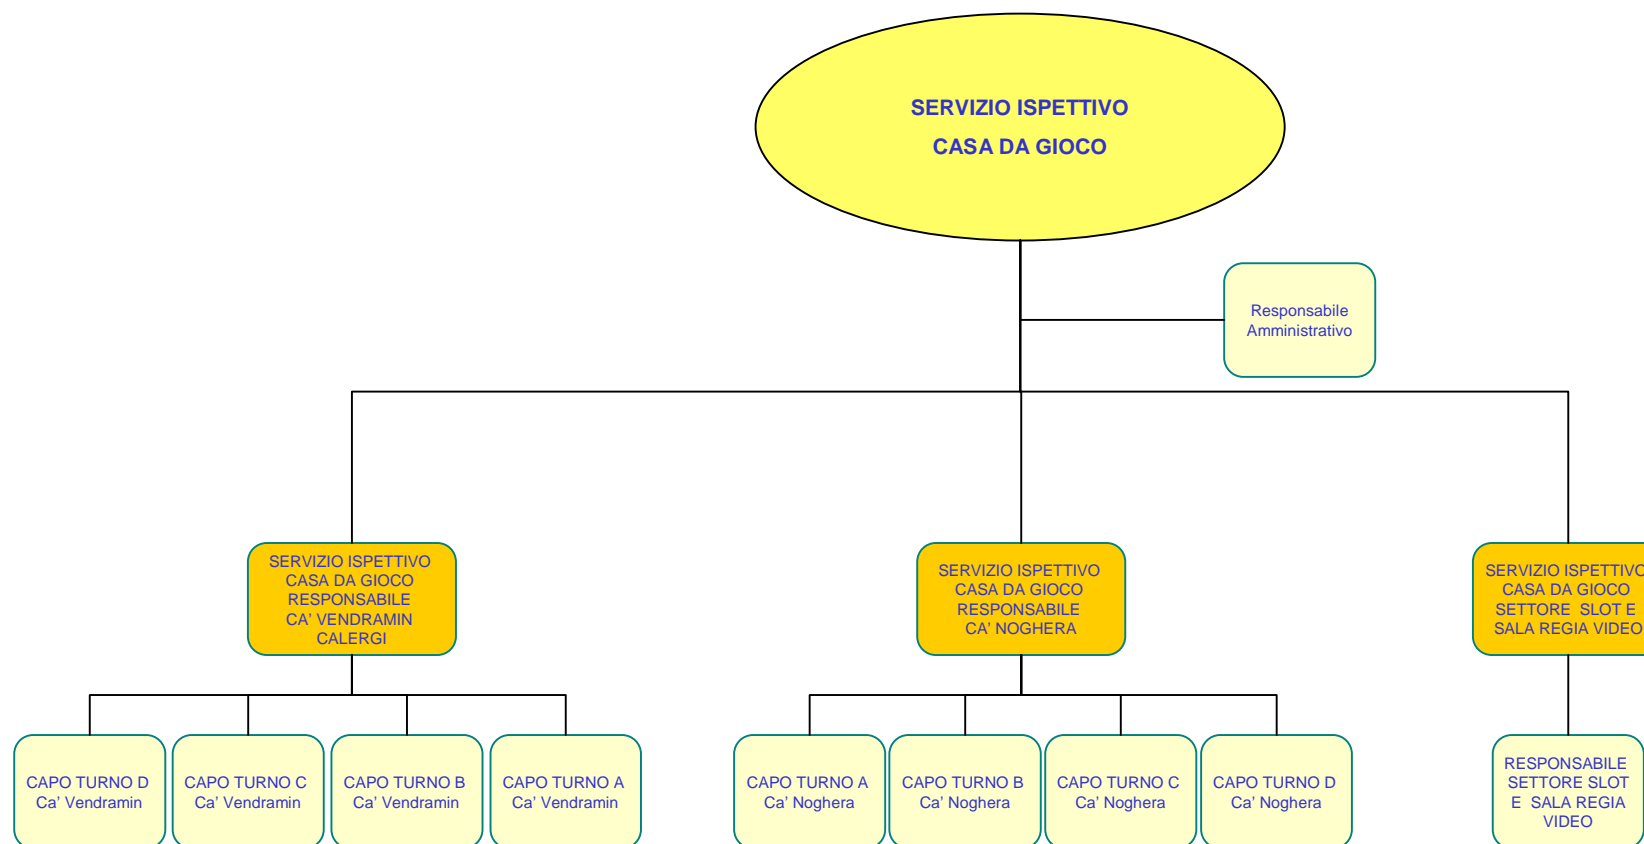 SERVIZIO ISPETTIVO
CASA DA GIOCO
Responsabile
Amministrativo
SERVIZIO ISPETTIVO
CASA DA GIOCO
RESPONSABILE
CA' VENDRAMIN
CALERGI
SERVIZIO ISPETTIVO
CASA DA GIOCO
RESPONSABILE
CA' NOGHERA
SERVIZIO ISPETTIVO
CASA DA GIOCO
SETTORE SLOT E
SALA REGIA VIDEO
CAPO TURNO D
Ca' Vendramin
CAPO TURNO C
Ca' Vendramin
CAPO TURNO B
Ca' Vendramin
CAPO TURNO A
Ca' Vendramin
CAPO TURNO A
Ca' Noghera
CAPO TURNO B
Ca' Noghera
CAPO TURNO C
Ca' Noghera
CAPO TURNO D
Ca' Noghera
RESPONSABILE
SETTORE SLOT
E SALA REGIA
VIDEO